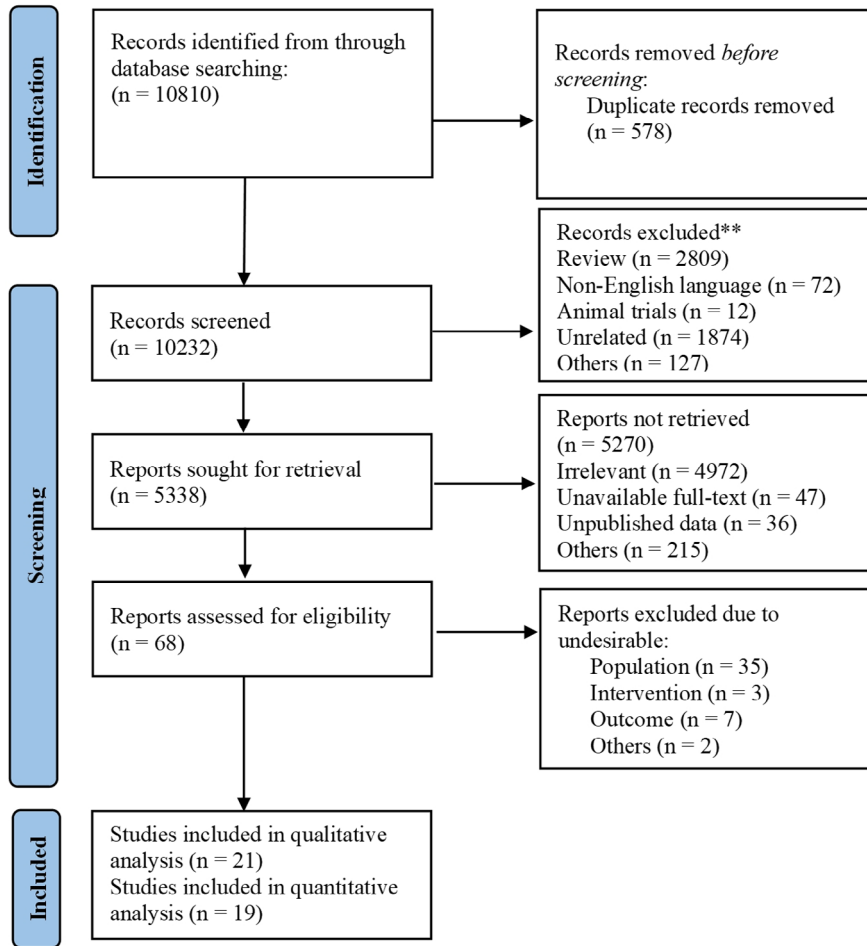 Identification
Records identified from through
database searching:
(n = 10810)
Records removed before
screening:
Duplicate records removed
(n = 578)
Screening
Records screened
(n = 10232)
Records excluded**
Review (n = 2809)
Non-English language (n = 72)
Animal trials (n = 12)
Unrelated (n = 1874)
Others (n = 127)
Reports sought for retrieval
(n = 5338)
Reports not retrieved
(n = 5270)
Irrelevant (n = 4972)
Unavailable full-text (n = 47)
Unpublished data (n = 36)
Others (n = 215)
Reports assessed for eligibility
(n = 68)
Reports excluded due to
undesirable:
Population (n = 35)
Intervention (n = 3)
Outcome (n = 7)
Others (n = 2)
Included
Studies included in qualitative
analysis (n = 21)
Studies included in quantitative
analysis (n = 19)